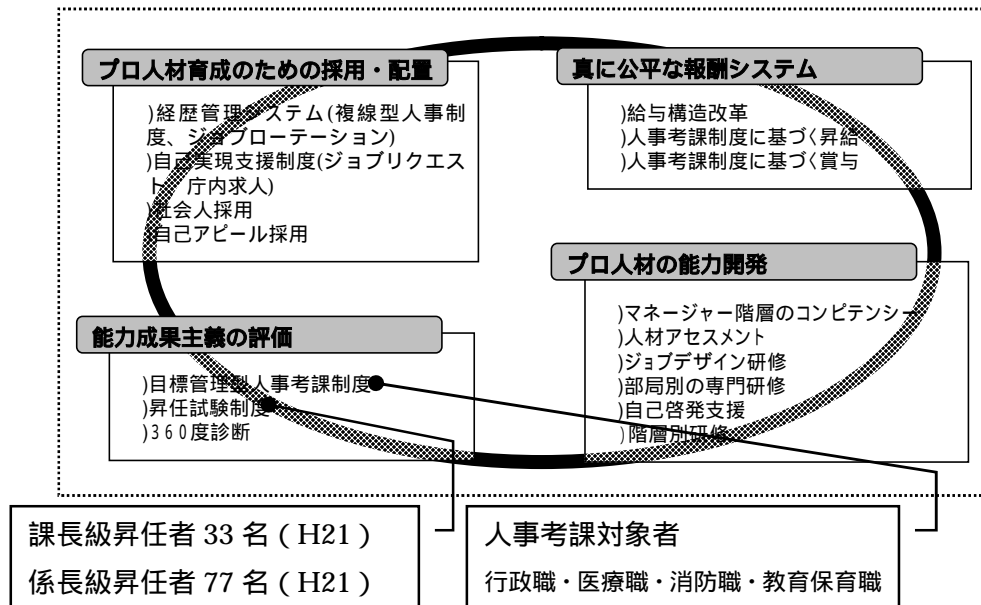 プロ人材育成のための採用・配置
)経歴管理システム(複線型人事制
度、ジョブローテーション)
)自己実現支援制度(ジョブリクエス
ト、庁内求人)
)社会人採用
)自己アピール採用
真に公平な報酬システム
)給与構造改革
)人事考課制度に基づく昇給
)人事考課制度に基づく賞与
能力成果主義の評価
)目標管理型人事考課制度
)昇任試験制度
)360度診断
プロ人材の能力開発
)マネージャー階層のコンピテンシー
)人材アセスメント
)ジョブデザイン研修
)部局別の専門研修
)自己啓発支援
)階層別研修
課長級昇任者 33 名 ( H21 )
係長級昇任者 77 名 ( H21 )
人事考課対象者
行政職・医療職・消防職・教育保育職